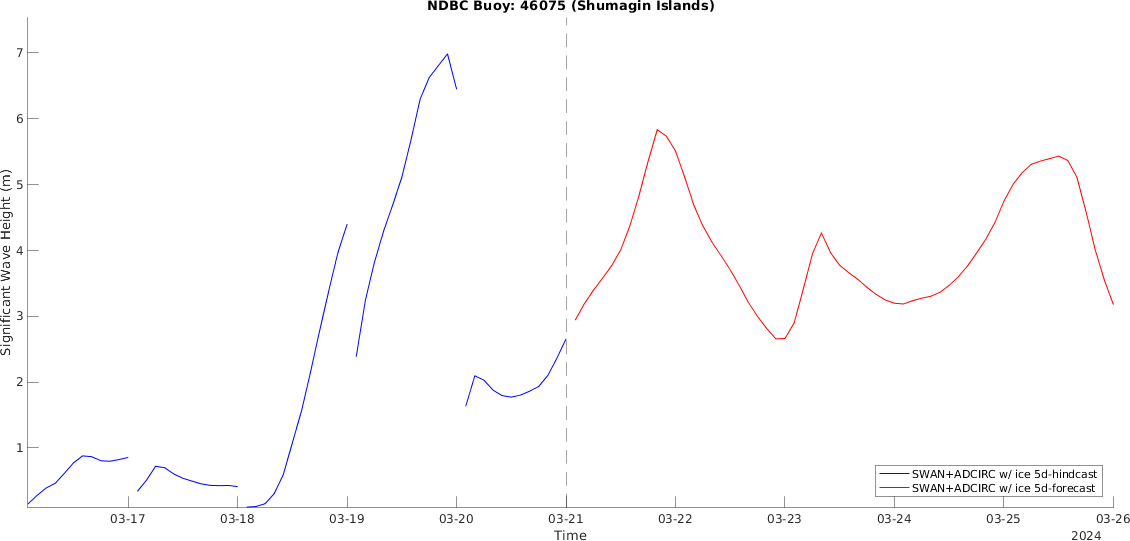 NDBC Buoy: 46075 (Shumagin Islands)
Significant Wave Height (m)
7
6
5
4
3
2
1
SWAN+ADCIRC w/ ice 5d-hindcast
SWAN+ADCIRC w/ ice 5d-forecast
03-17 03-18 03-19 03-20 03-21 03-22 03-23 03-24 03-25 03-26
Time
2024